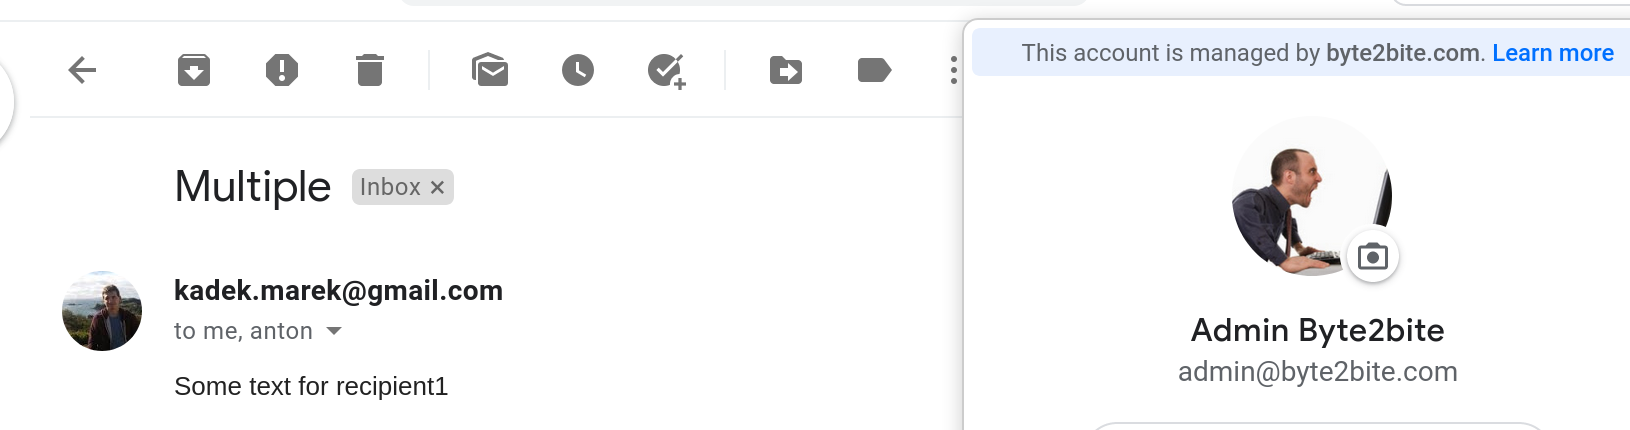 This account is managed by byte2bite.com. Learn more
Multiple Inbox ×
kadek.marek@gmail.com
to me, anton
Some text for recipient1
Admin Byte2bite
admin@byte2bite.com